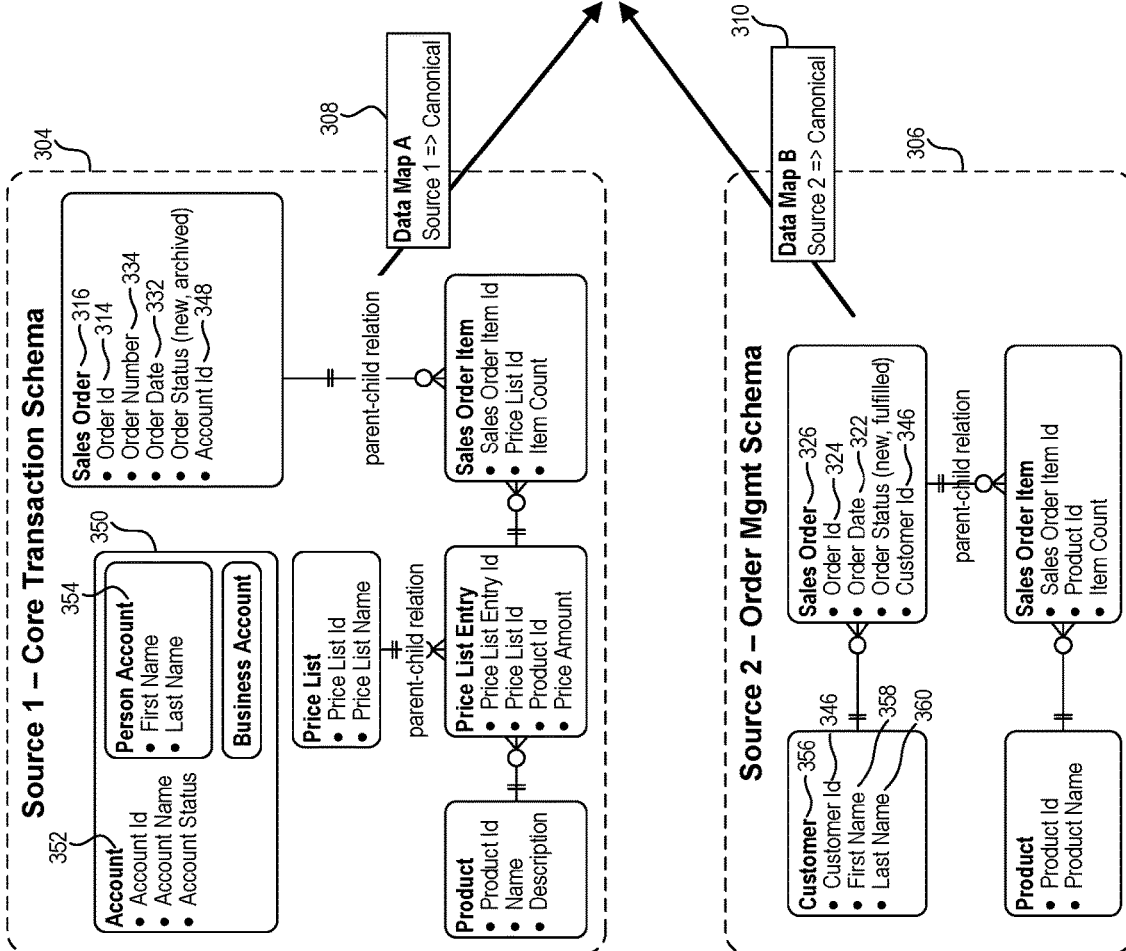 Source 1 – Core Transaction Schema
304
350
352
Account
• Account Id
• Account Name
• Account Status
354
Person Account
• First Name
• Last Name
Business Account
Sales Order 316
• Order Id 314
• Order Number 334
• Order Date 332
• Order Status (new, archived)
• Account Id 348
Price List
• Price List Id
• Price List Name
parent-child relation
parent-child relation
Product
• Product Id
• Name
• Description
Price List Entry
• Price List Entry Id
• Price List Id
• Product Id
• Price Amount
Sales Order Item
• Sales Order Item Id
• Price List Id
• Item Count
308
Data Map A
Source 1 => Canonical
310
Data Map B
Source 2 => Canonical
306
Source 2 – Order Mgmt Schema
Customer 356
• Customer Id 346
• First Name 358
• Last Name 360
Sales Order 326
• Order Id 324
• Order Date 322
• Order Status (new, fulfilled)
• Customer Id 346
parent-child relation
Product
• Product Id
• Product Name
Sales Order Item
• Sales Order Item Id
• Product Id
• Item Count